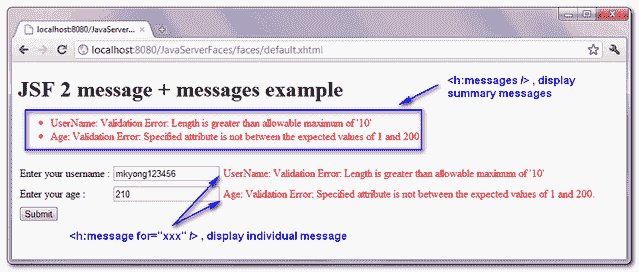 JavaServer Faces/...
localhost:8080/JavaServerFaces/faces/default.xhtml
JSF 2 message + messages example
<h:messages /> , display
summary messages
UserName: Validation Error: Length is greater than allowable maximum of '10'
Age: Validation Error: Specified attribute is not between the expected values of 1 and 200.
Enter your username : mkyong123456 UserName: Validation Error: Length is greater than allowable maximum of '10'
Enter your age : 210 Age: Validation Error: Specified attribute is not between the expected values of 1 and 200.
Submit
<h:message for="xxx" /> , display individual message